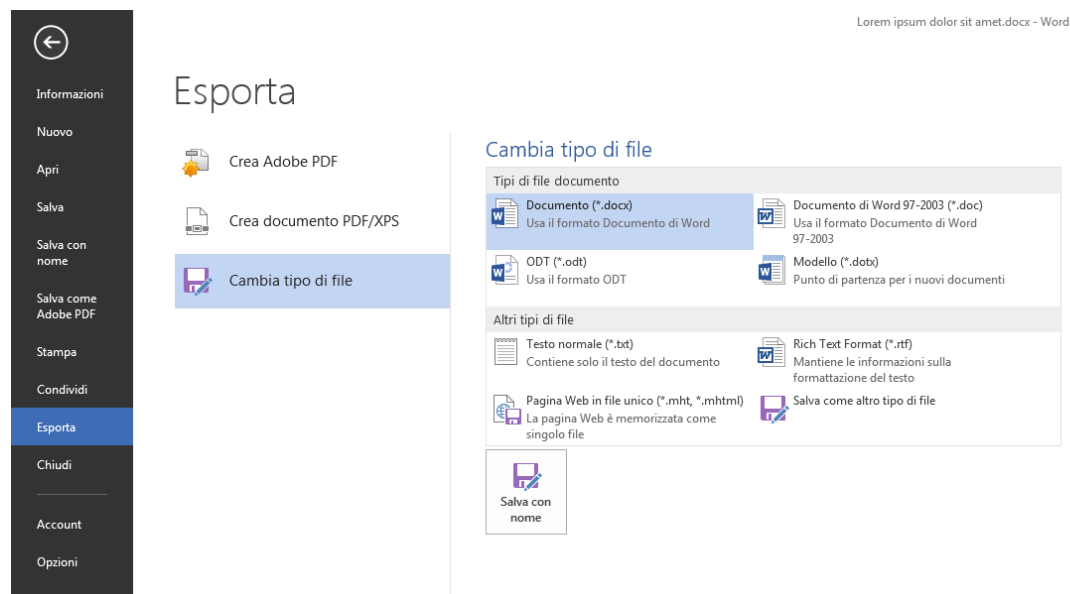 Lorem ipsum dolor sit amet.docx - Word
Informazioni
Nuovo
Apri
Salva
Salva con
nome
Salva come
Adobe PDF
Stampa
Condividi
Esporta
Chiudi
Account
Opzioni
Esporta
Crea Adobe PDF
Crea documento PDF/XPS
Cambia tipo di file
Cambia tipo di file
Tipi di file documento
Documento (*.docx)
Usa il formato Documento di Word
Documento di Word 97-2003 (*.doc)
Usa il formato Documento di Word
97-2003
ODT (*.odt)
Usa il formato ODT
Modello (*.dotx)
Punto di partenza per i nuovi documenti
Altri tipi di file
Testo normale (*.txt)
Contiene solo il testo del documento
Rich Text Format (*.rtf)
Mantiene le informazioni sulla
formattazione del testo
Pagina Web in file unico (*.mht, *.mhtml)
La pagina Web è memorizzata come
singolo file
Salva come altro tipo di file
Salva con
nome